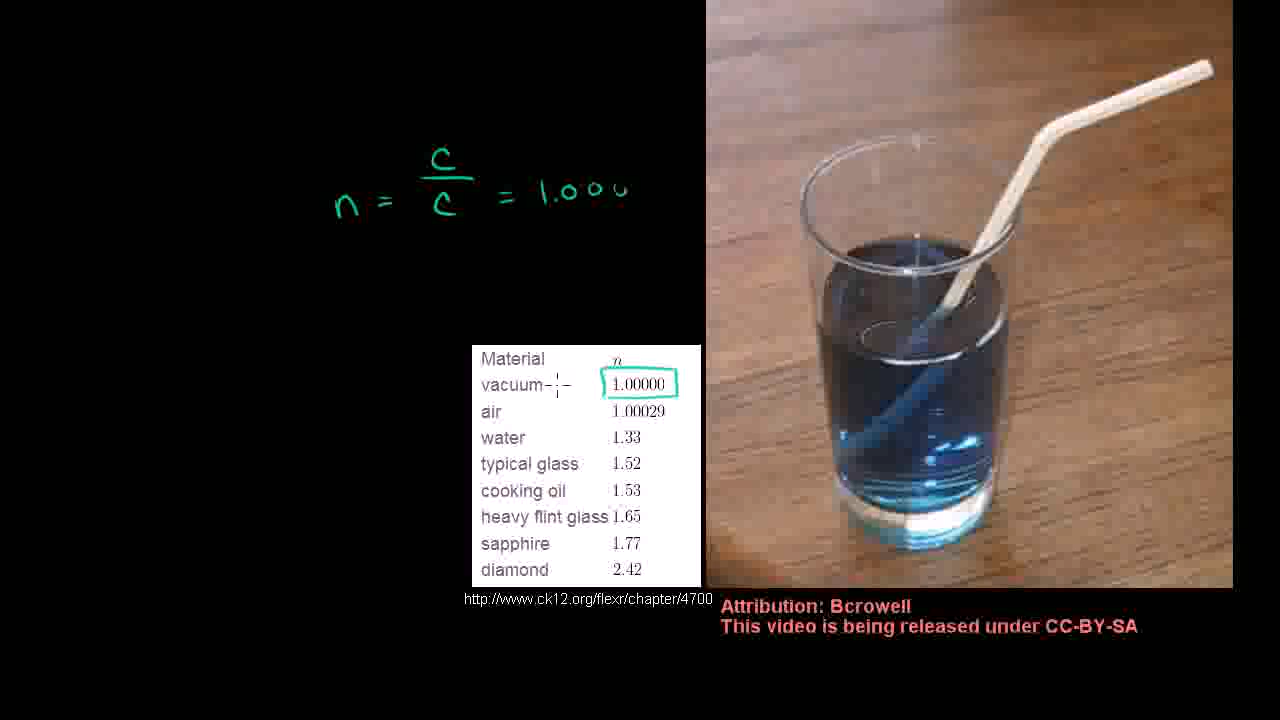 n = c/c = 1.000
Material n
vacuum 1.00000
air 1.00029
water 1.33
typical glass 1.52
cooking oil 1.53
heavy flint glass 1.65
sapphire 1.77
diamond 2.42
http://www.ck12.org/flexr/chapter/4700
Attribution: Bcrowell
This video is being released under CC-BY-SA